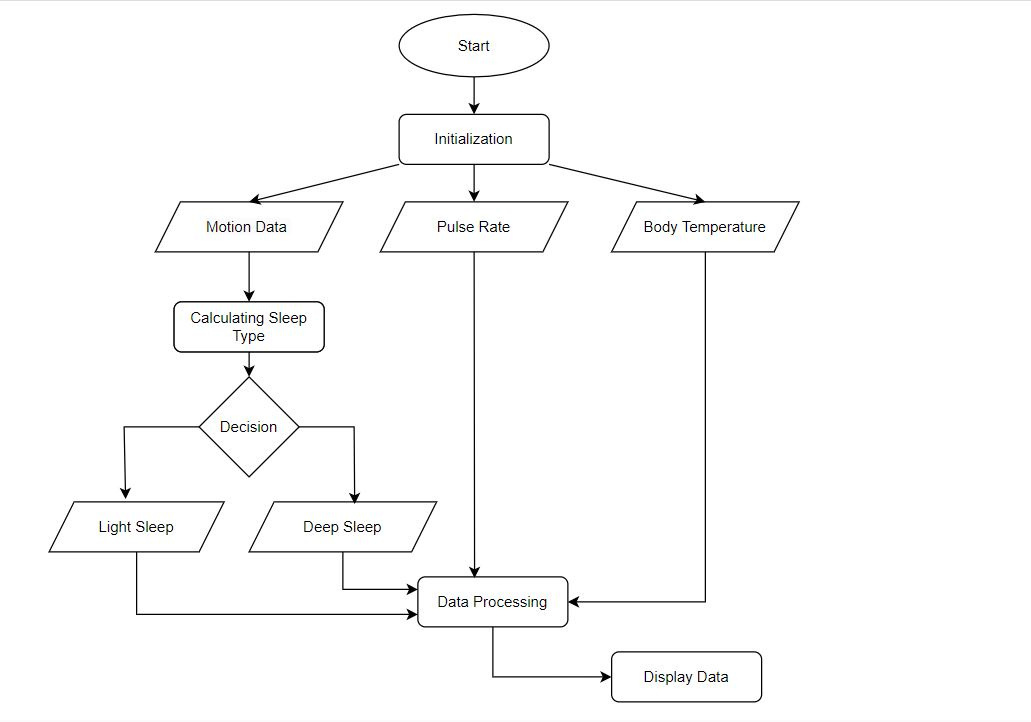 Start
Initialization
Motion Data
Pulse Rate
Body Temperature
Calculating Sleep
Type
Decision
Light Sleep
Deep Sleep
Data Processing
Display Data